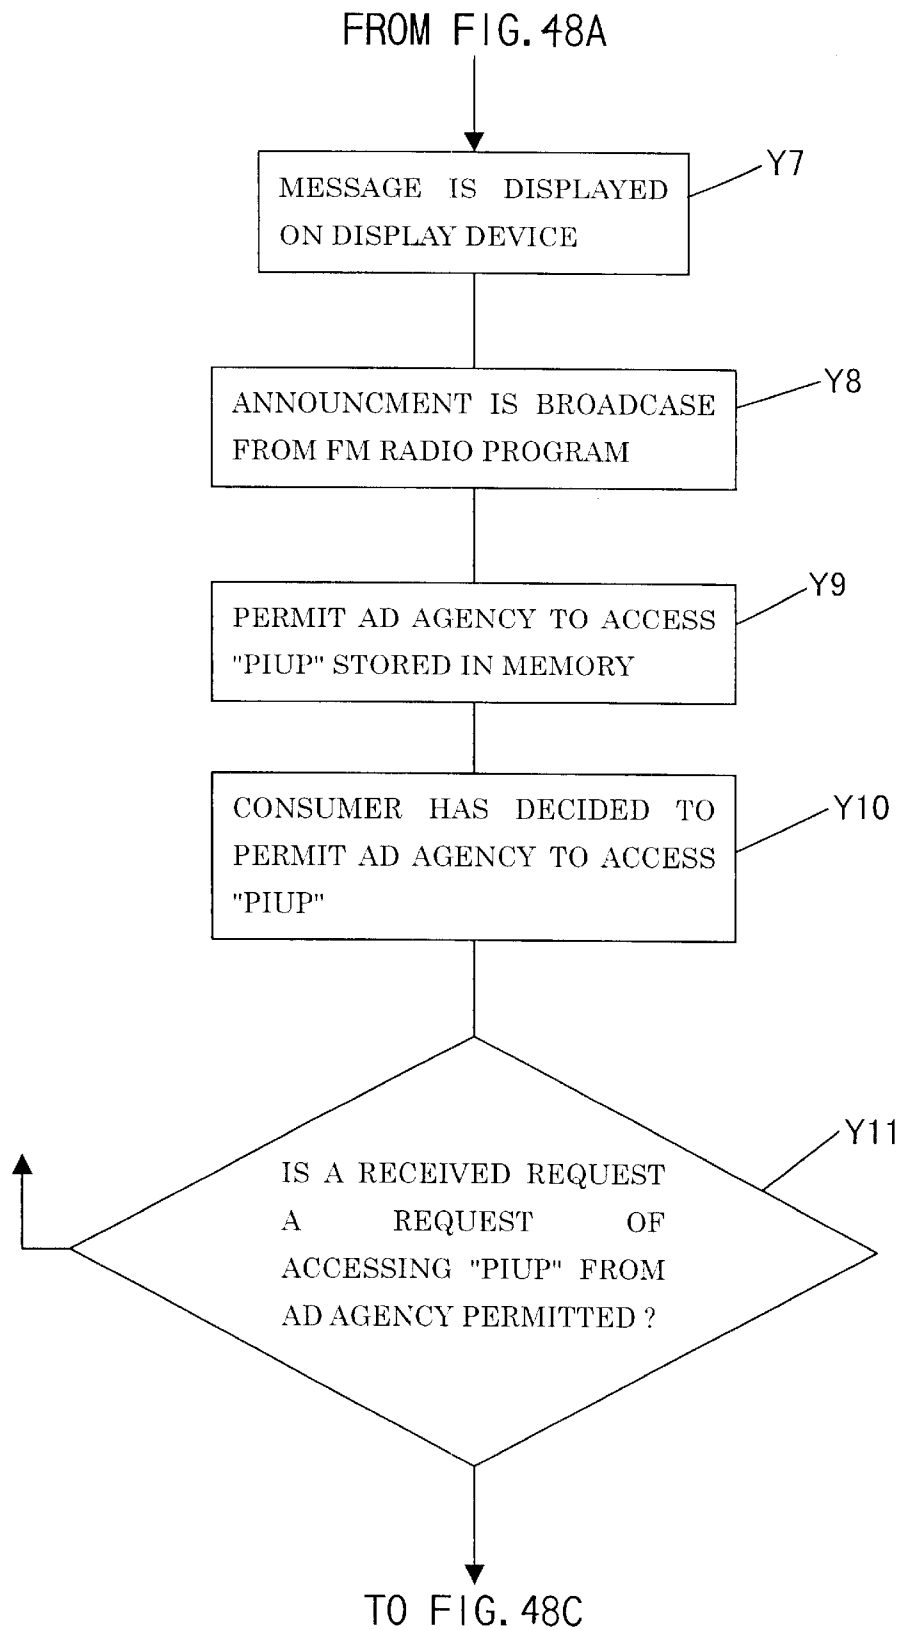 FROM FIG. 48A
Y7
MESSAGE IS DISPLAYED
ON DISPLAY DEVICE
Y8
ANNOUNCMENT IS BROADCASE
FROM FM RADIO PROGRAM
Y9
PERMIT AD AGENCY TO ACCESS
"PIUP" STORED IN MEMORY
Y10
CONSUMER HAS DECIDED TO
PERMIT AD AGENCY TO ACCESS
"PIUP"
Y11
IS A RECEIVED REQUEST
A REQUEST OF
ACCESSING "PIUP" FROM
AD AGENCY PERMITTED ?
TO FIG. 48C